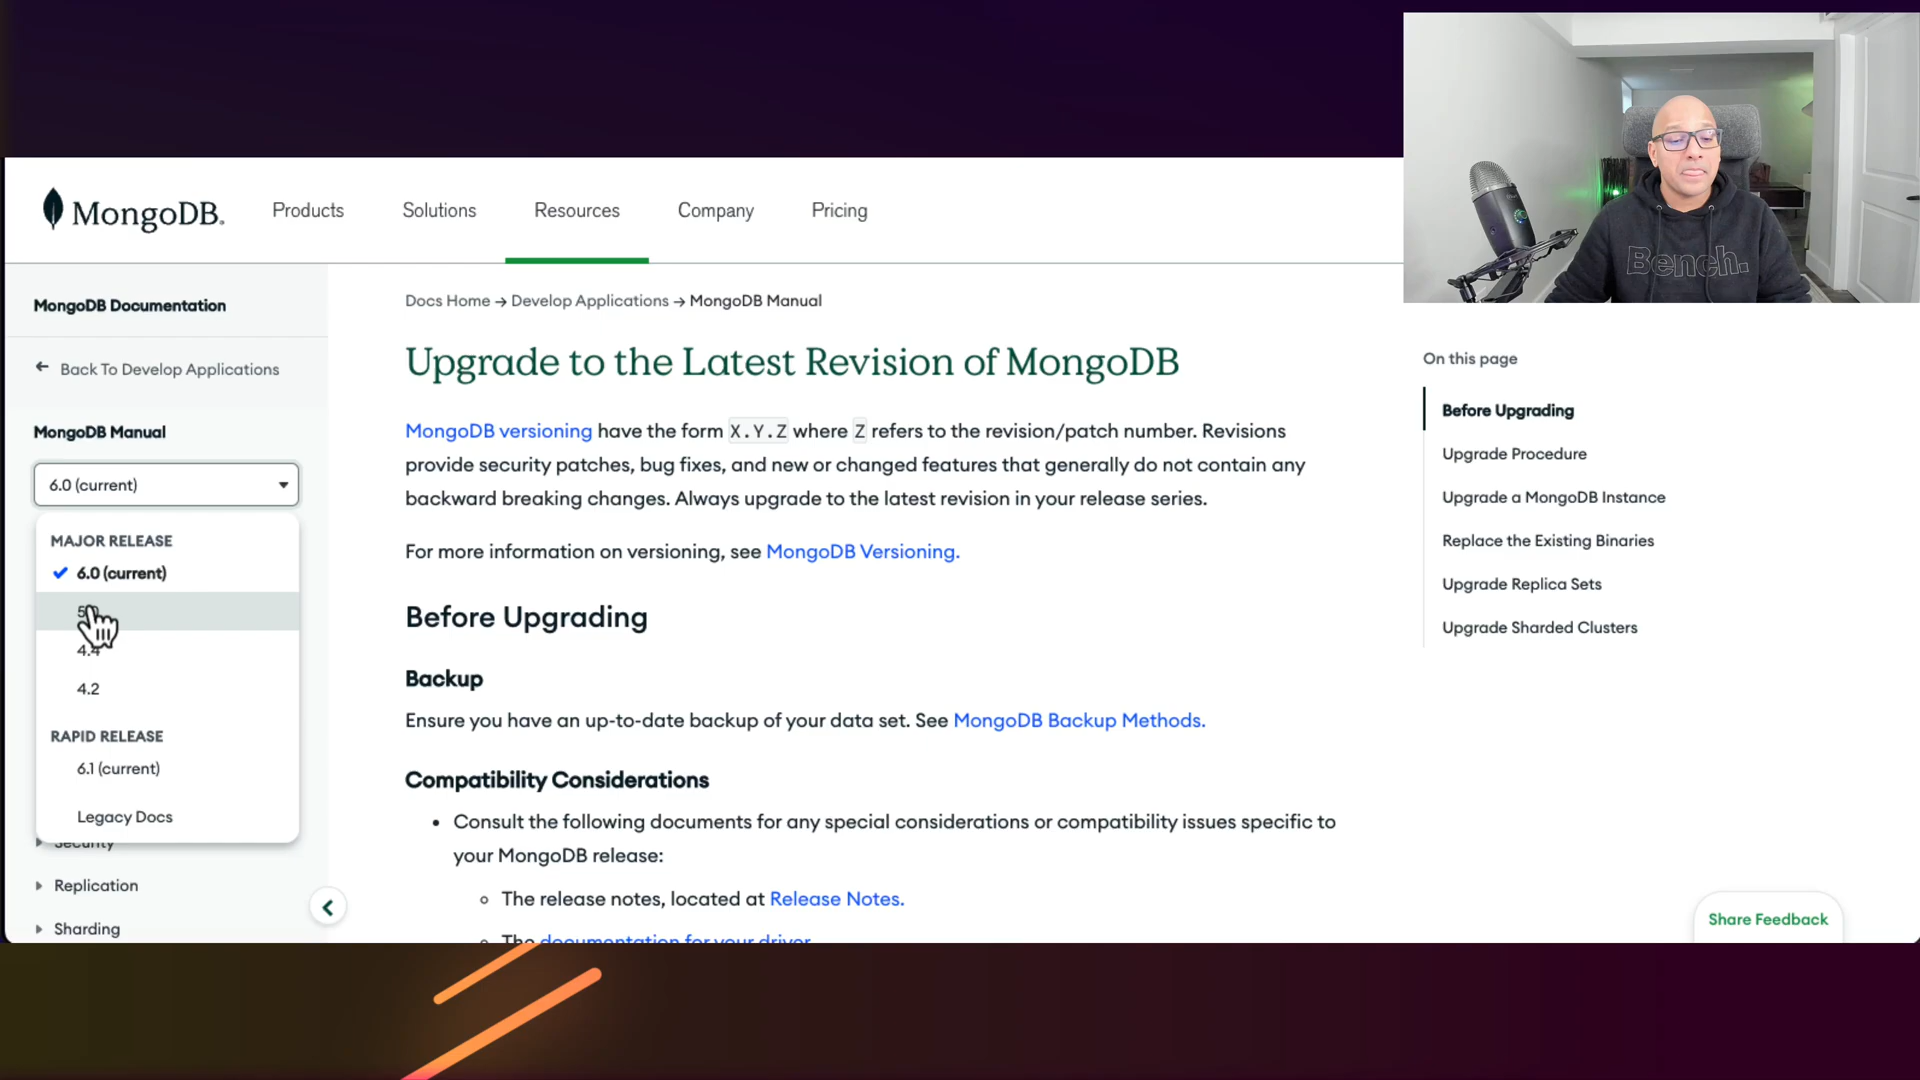 MongoDB.
Products
Solutions
Resources
Company
Pricing
Bench.
MongoDB Documentation
Back To Develop Applications
MongoDB Manual
6.0 (current)
MAJOR RELEASE
6.0 (current)
4.4
4.2
RAPID RELEASE
6.1 (current)
Legacy Docs
Security
Replication
Sharding
Docs Home → Develop Applications → MongoDB Manual
Upgrade to the Latest Revision of MongoDB
MongoDB versioning have the form X.Y.Z where Z refers to the revision/patch number. Revisions
provide security patches, bug fixes, and new or changed features that generally do not contain any
backward breaking changes. Always upgrade to the latest revision in your release series.
For more information on versioning, see MongoDB Versioning.
Before Upgrading
Backup
Ensure you have an up-to-date backup of your data set. See MongoDB Backup Methods.
Compatibility Considerations
• Consult the following documents for any special considerations or compatibility issues specific to
your MongoDB release:
The release notes, located at Release Notes.
The documentation for your driver
On this page
Before Upgrading
Upgrade Procedure
Upgrade a MongoDB Instance
Replace the Existing Binaries
Upgrade Replica Sets
Upgrade Sharded Clusters
Share Feedback